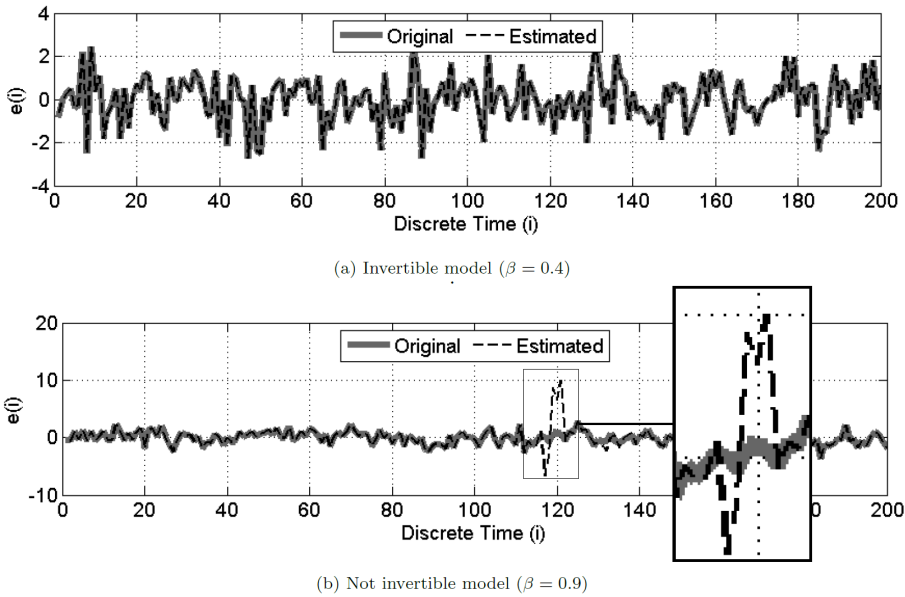 4
2
0
-2
-4
e(i)
Original Estimated
0 20 40 60 80 100 120 140 160 180 200
Discrete Time (i)
(a) Invertible model (β = 0.4)
20
10
0
-10
e(i)
Original Estimated
0 20 40 60 80 100 120 140 0 200
Discrete Time (i)
(b) Not invertible model (β = 0.9)